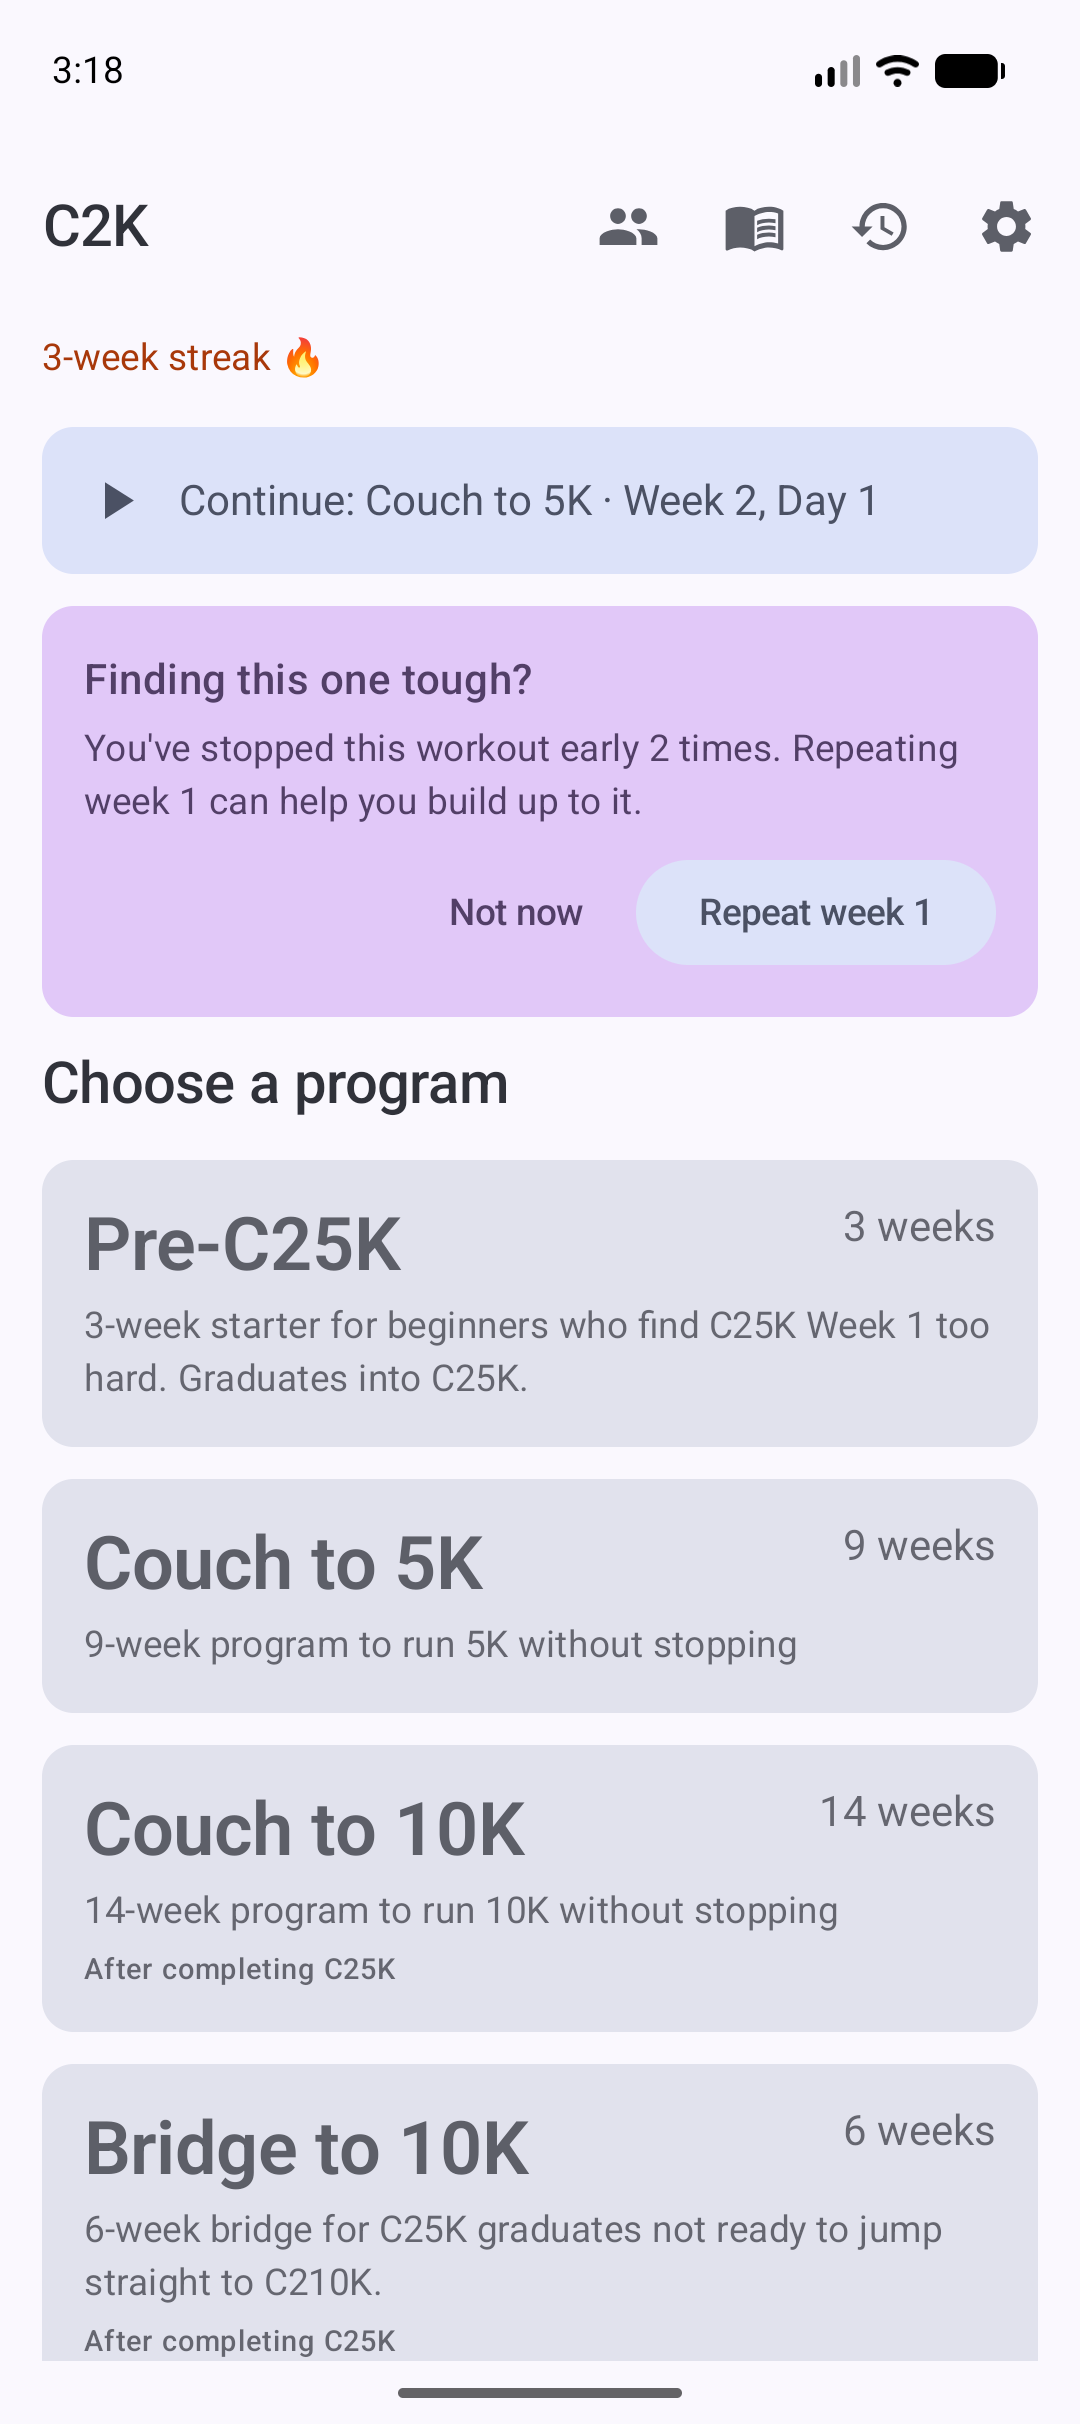 3:18
C2K
3-week streak 🔥
Continue: Couch to 5K · Week 2, Day 1
Finding this one tough?
You've stopped this workout early 2 times. Repeating
week 1 can help you build up to it.
Not now
Repeat week 1
Choose a program
Pre-C25K
3 weeks
3-week starter for beginners who find C25K Week 1 too
hard. Graduates into C25K.
Couch to 5K
9 weeks
9-week program to run 5K without stopping
Couch to 10K
14 weeks
14-week program to run 10K without stopping
After completing C25K
Bridge to 10K
6 weeks
6-week bridge for C25K graduates not ready to jump
straight to C210K.
After completing C25K